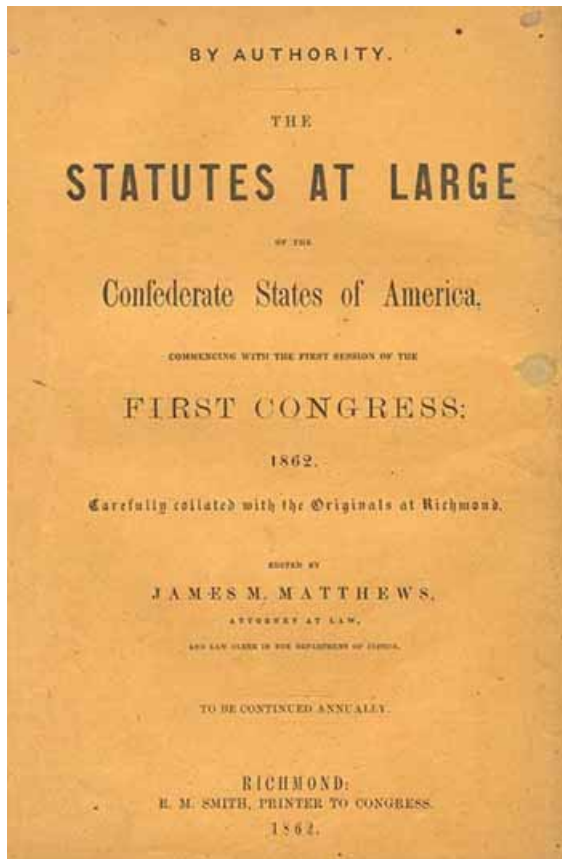 BY AUTHORITY.
THE
STATUTES AT LARGE
OF THE
Confederate States of America,
COMMENCING WITH THE FIRST SESSION OF THE
FIRST CONGRESS;
1862.
Carefully collated with the Originals at Richmond.
EDITED BY
JAMES M. MATTHEWS,
ATTORNEY AT LAW,
AND LAW CLERK IN THE DEPARTMENT OF JUSTICE.
TO BE CONTINUED ANNUALLY.
RICHMOND:
R. M. SMITH, PRINTER TO CONGRESS.
1862.